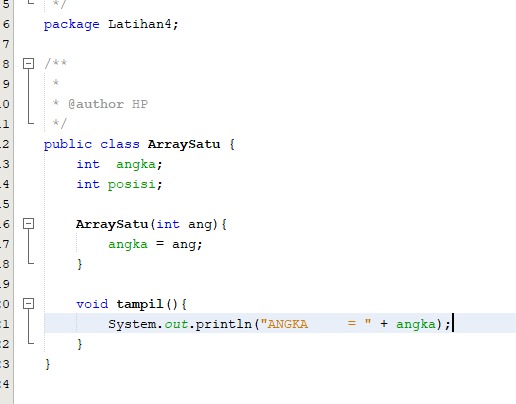 5 */
6 package Latihan4;
7
8 /**
9 *
10 * @author HP
11 */
12 public class ArraySatu {
13 int  angka;
14 int posisi;
15
16 ArraySatu(int ang){
17 angka = ang;
18 }
19
20 void tampil(){
21 System.out.println("ANGKA     = " + angka);
22 }
23 }
24